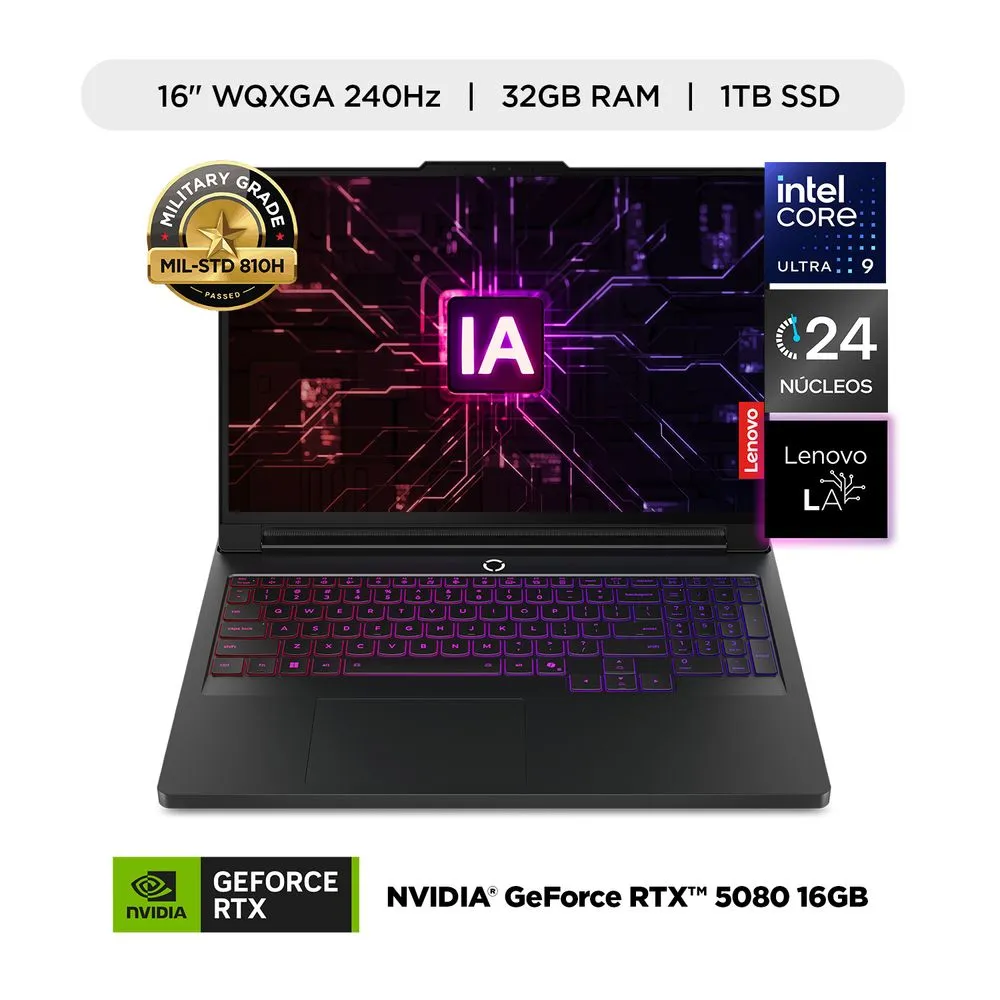 16" WQXGA 240Hz | 32GB RAM | 1TB SSD
MILITARY GRADE
MIL-STD 810H
PASSED
IA
intel
CORE
ULTRA 9
24
NÚCLEOS
Lenovo
Lenovo
LA
Q W E R T Y U I O P
A S D F G H J K L
Z X C V B N M
NVIDIA
GEFORCE
RTX
NVIDIA® GeForce RTX™ 5080 16GB